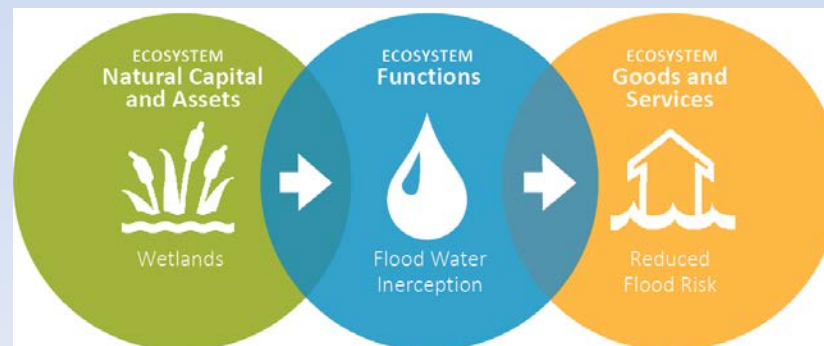 ECOSYSTEM
Natural Capital
and Assets
Wetlands
ECOSYSTEM
Functions
Flood Water
Inerception
ECOSYSTEM
Goods and
Services
Reduced
Flood Risk